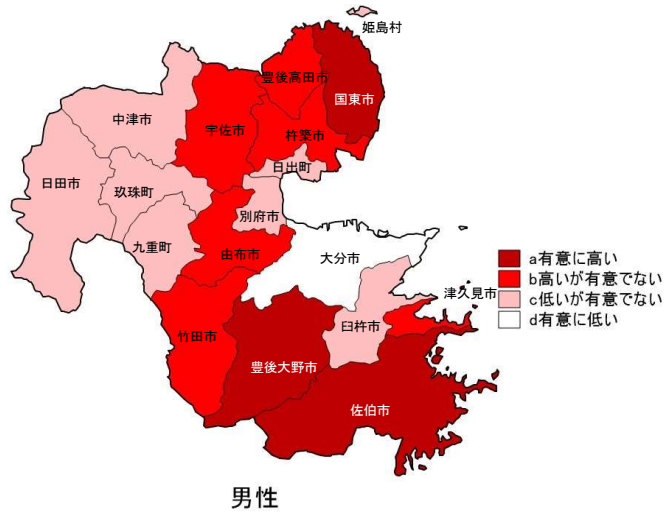 姫島村
豊後高田市
国東市
中津市
宇佐市
杵築市
日出町
日田市
玖珠町
別府市
九重町
由布市
大分市
a有意に高い
b高いが有意でない
c低いが有意でない
d有意に低い
津久見市
臼杵市
竹田市
豊後大野市
佐伯市
男性